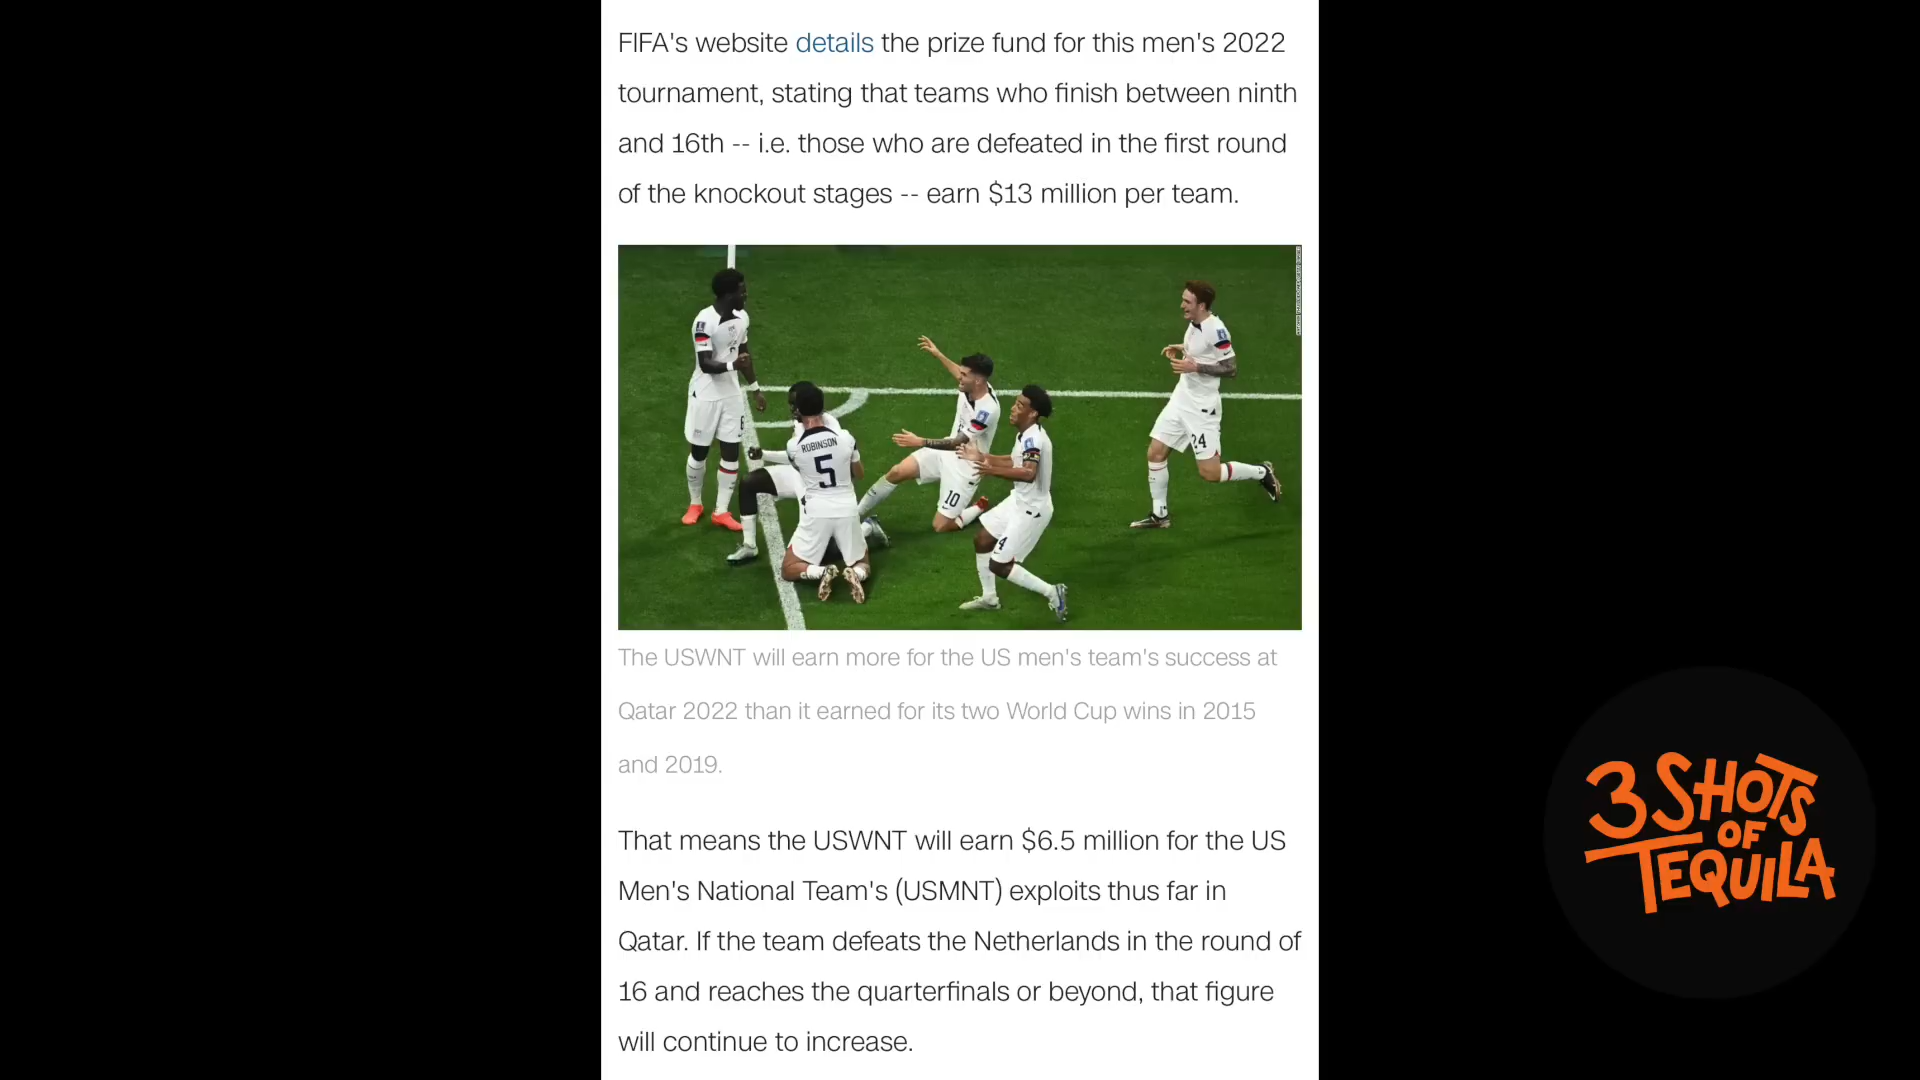 FIFA's website details the prize fund for this men's 2022
tournament, stating that teams who finish between ninth
and 16th -- i.e. those who are defeated in the first round
of the knockout stages -- earn $13 million per team.
ROBINSON
5
10
4
24
The USWNT will earn more for the US men's team's success at
Qatar 2022 than it earned for its two World Cup wins in 2015
and 2019.
That means the USWNT will earn $6.5 million for the US
Men's National Team's (USMNT) exploits thus far in
Qatar. If the team defeats the Netherlands in the round of
16 and reaches the quarterfinals or beyond, that figure
will continue to increase.
3 SHOTS
OF
TEQUILA